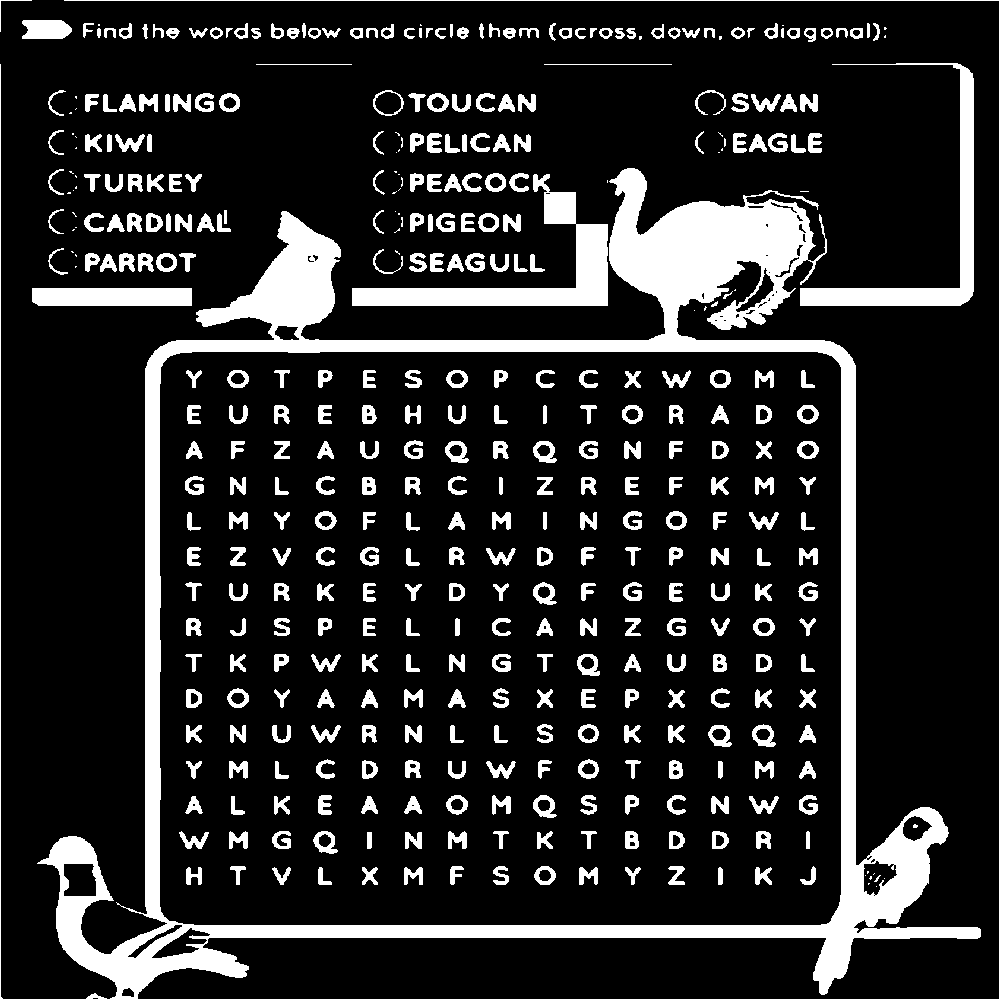 Find the words below and circle them (across, down, or diagonal):
FLAMINGO TOUCAN SWAN
KIWI PELICAN EAGLE
TURKEY PEACOCK
CARDINAL PIGEON
PARROT SEAGULL
Y O T P E S O P C C X W O M L
E U R E B H U L I T O R A D O
A F Z A U G Q R Q G N F D X O
G N L C B R C I Z R E F K M Y
L M Y O F L A M I N G O F W L
E Z V C G L R W D F T P N L M
T U R K E Y D Y Q F G E U K G
R J S P E L I C A N Z G V O Y
T K P W K L N G T Q A U B D L
D O Y A A M A S X E P X C K X
K N U W R N L L S O K K Q Q A
Y M L C D R U W F O T B I M A
A L K E A A O M Q S P C N W G
W M G Q I N M T K T B D D R I
H T V L X M F S O M Y Z I K J